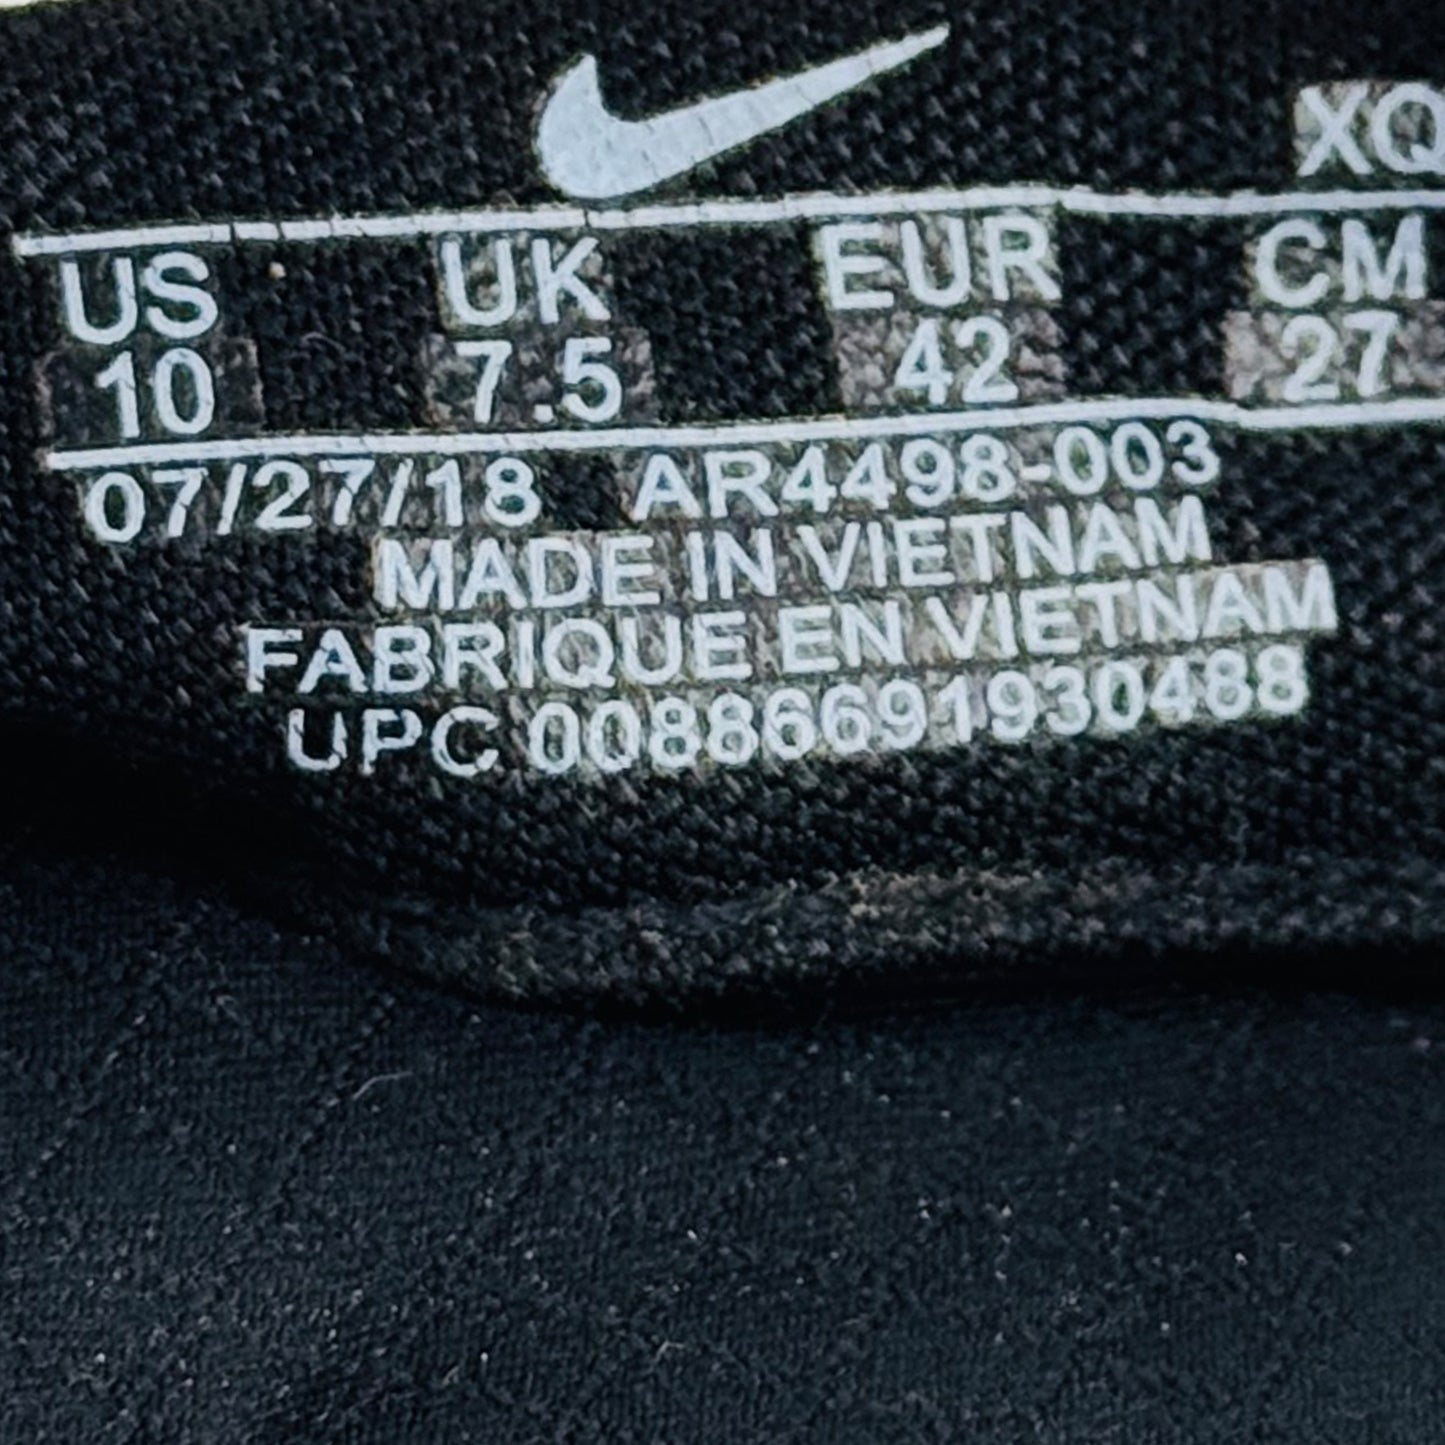 XQ
US UK EUR CM
10 7.5 42 27
07/27/18 AR4498-003
MADE IN VIETNAM
FABRIQUE EN VIETNAM
UPC 00886691930488